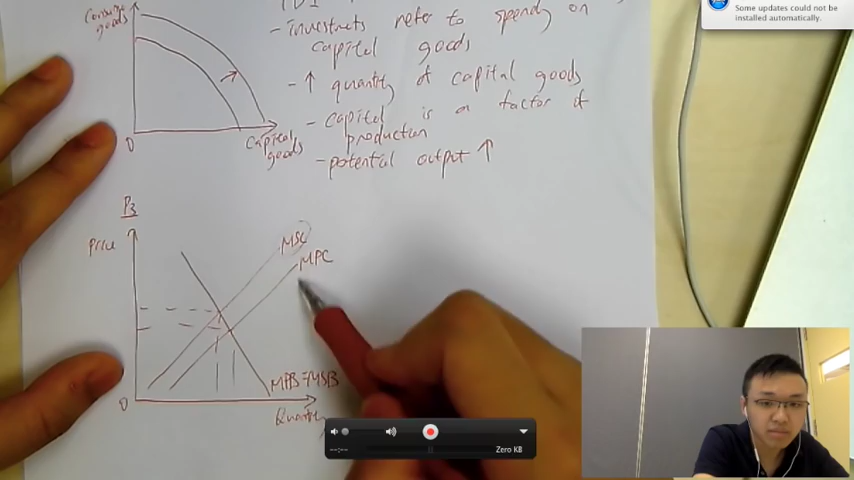 Some updates could not be
installed automatically.
goods
- investments refer to spending on
capital goods
- ↑ quantity of capital goods
- capital is a factor of
production
- potential output ↑
0
capital
goods
P3
price
MSC
MPC
MPB=MSB
0
Quantity
--:--
Zero KB